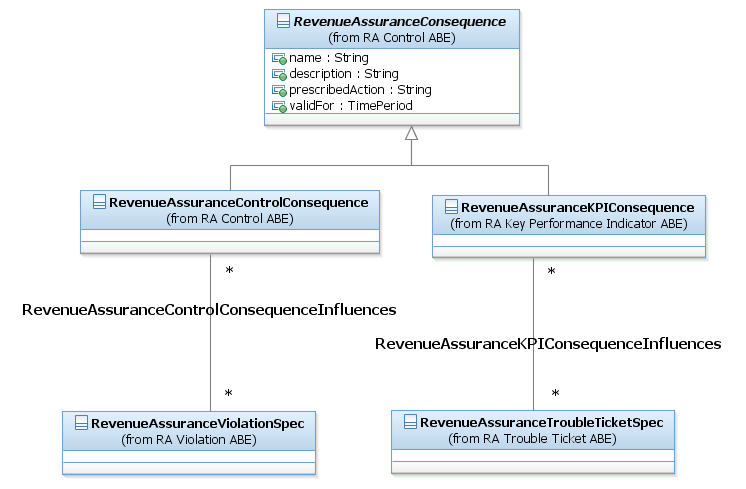 RevenueAssuranceConsequence
(from RA Control ABE)
name : String
description : String
prescribedAction : String
validFor : TimePeriod
RevenueAssuranceControlConsequence
(from RA Control ABE)
RevenueAssuranceKPIConsequence
(from RA Key Performance Indicator ABE)
*
*
RevenueAssuranceControlConsequenceInfluences
RevenueAssuranceKPIConsequenceInfluences
*
*
RevenueAssuranceViolationSpec
(from RA Violation ABE)
RevenueAssuranceTroubleTicketSpec
(from RA Trouble Ticket ABE)